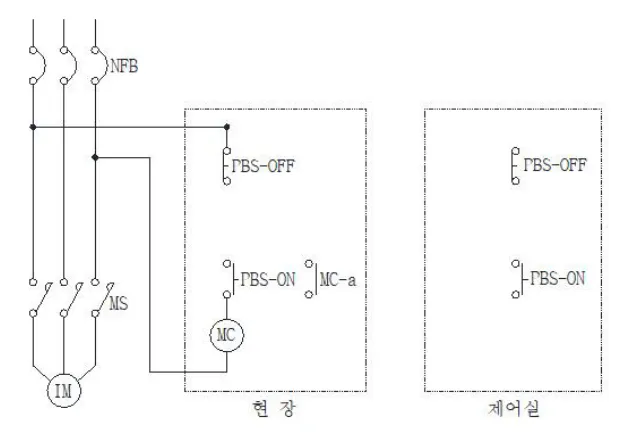 NFB
PBS-OFF
PBS-OFF
PBS-ON
MC-a
PBS-ON
MS
MC
IM
현 장
제어실